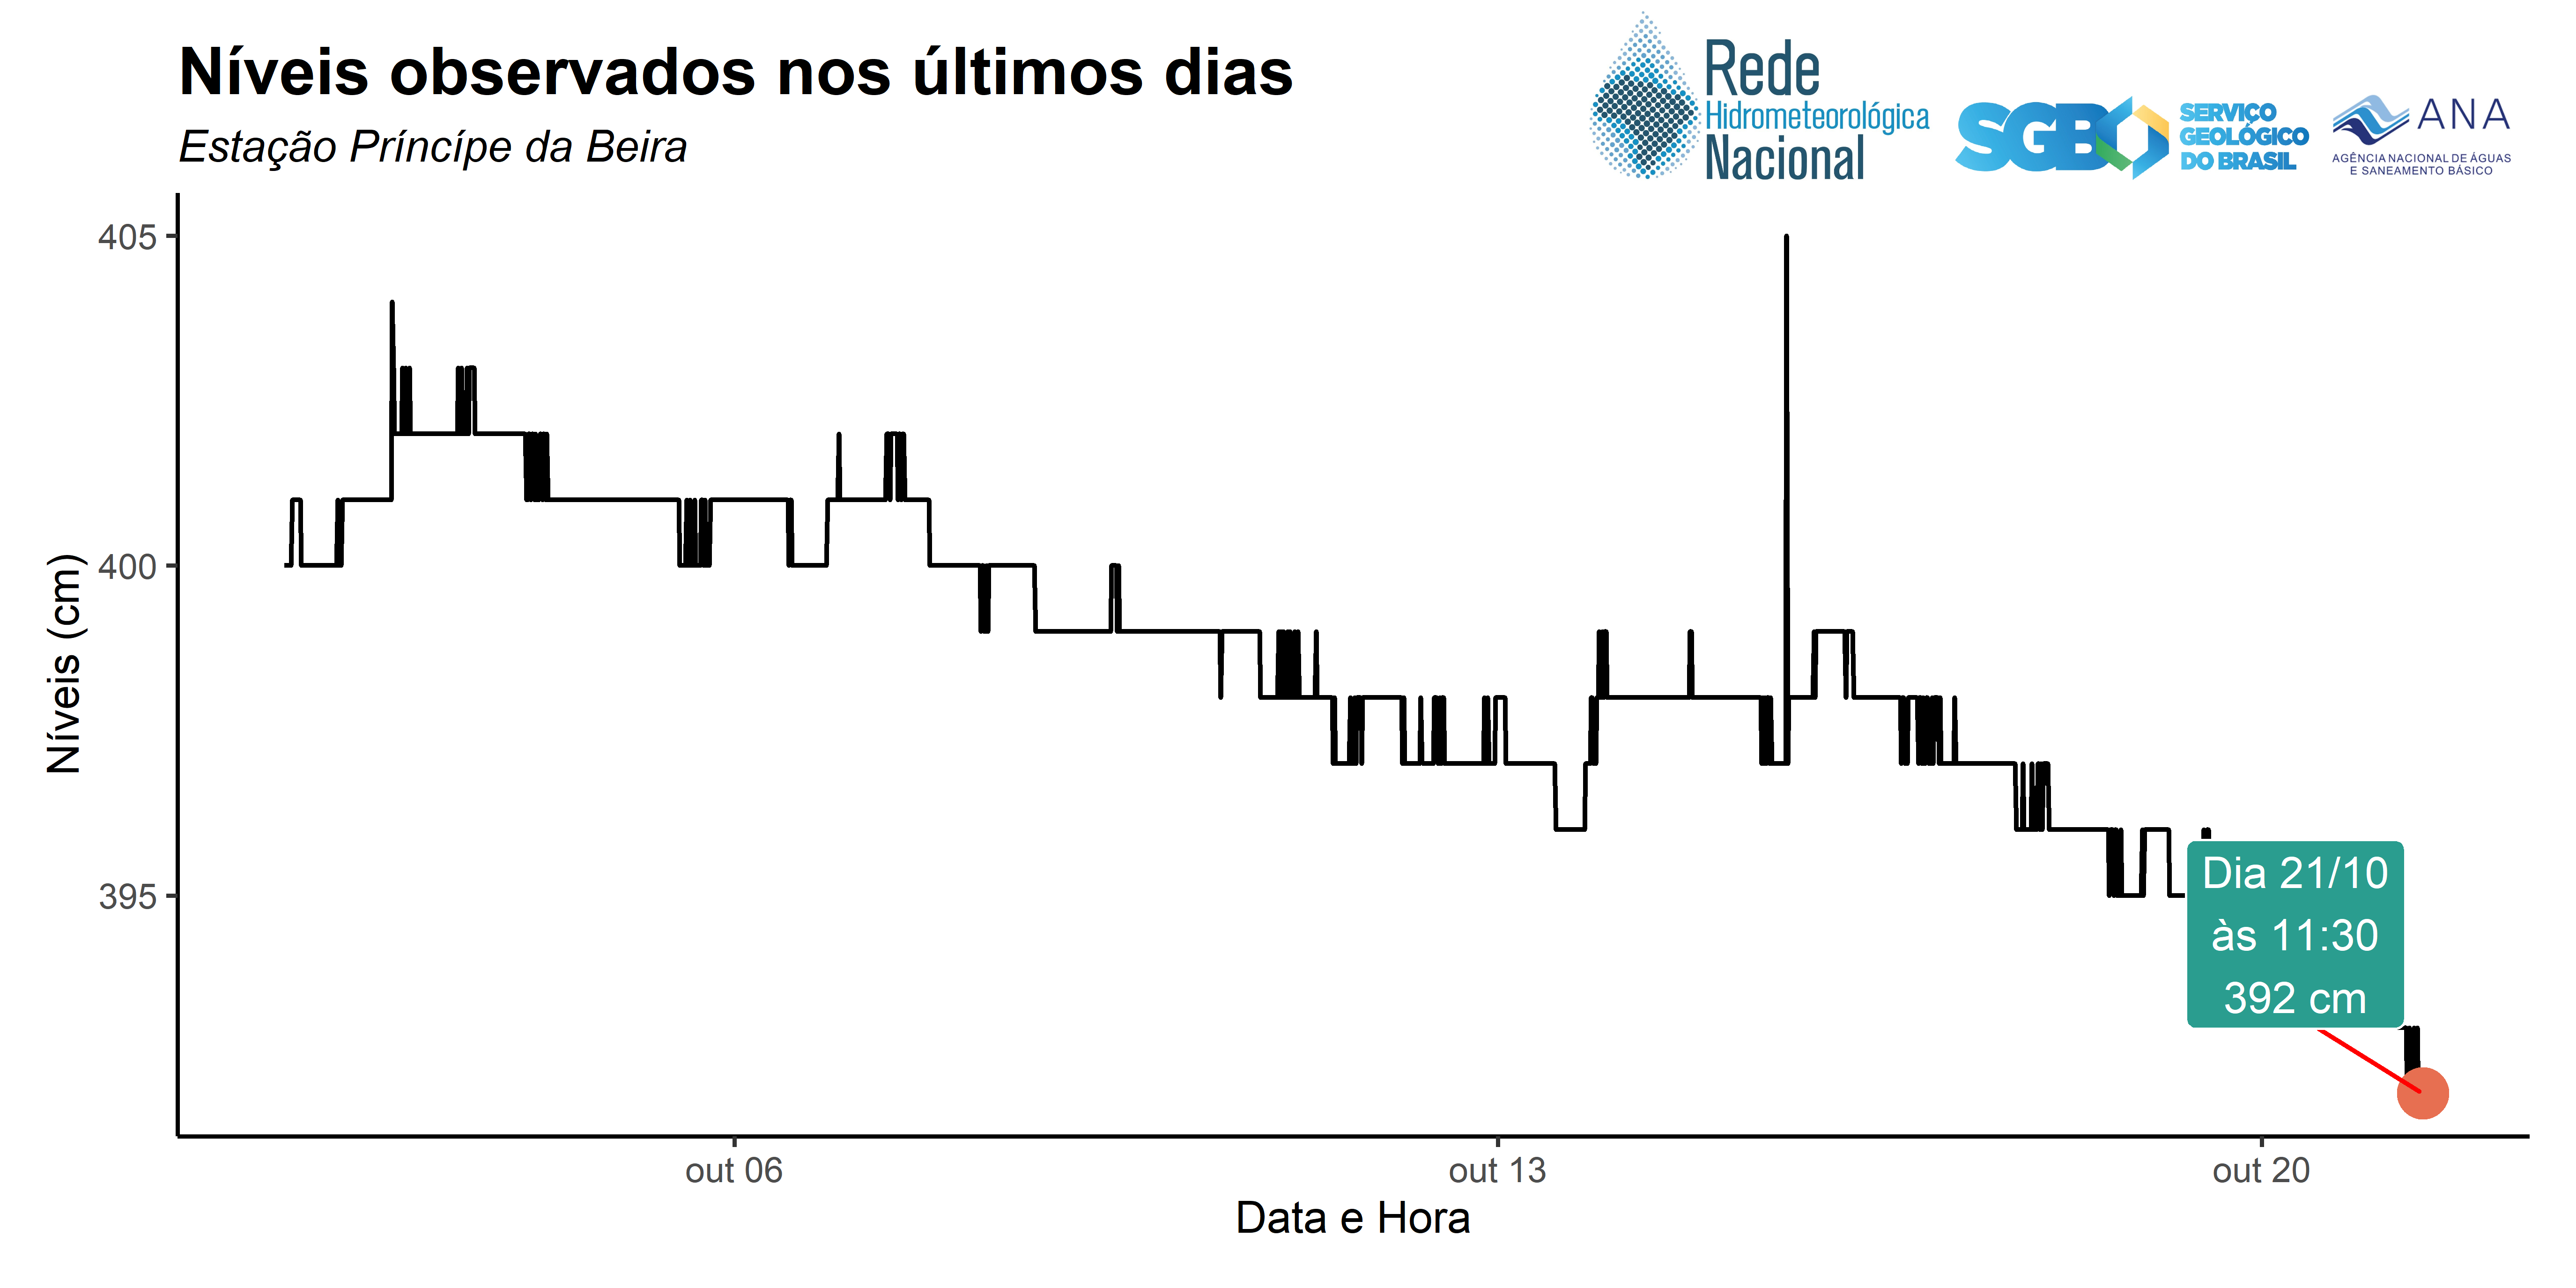 Níveis observados nos últimos dias
Estação Príncípe da Beira
Rede
Hidrometeorológica
Nacional
SGB
SERVIÇO
GEOLÓGICO
DO BRASIL
ANA
AGÊNCIA NACIONAL DE ÁGUAS
E SANEAMENTO BÁSICO
405
400
395
Níveis (cm)
Dia 21/10
às 11:30
392 cm
out 06
out 13
out 20
Data e Hora